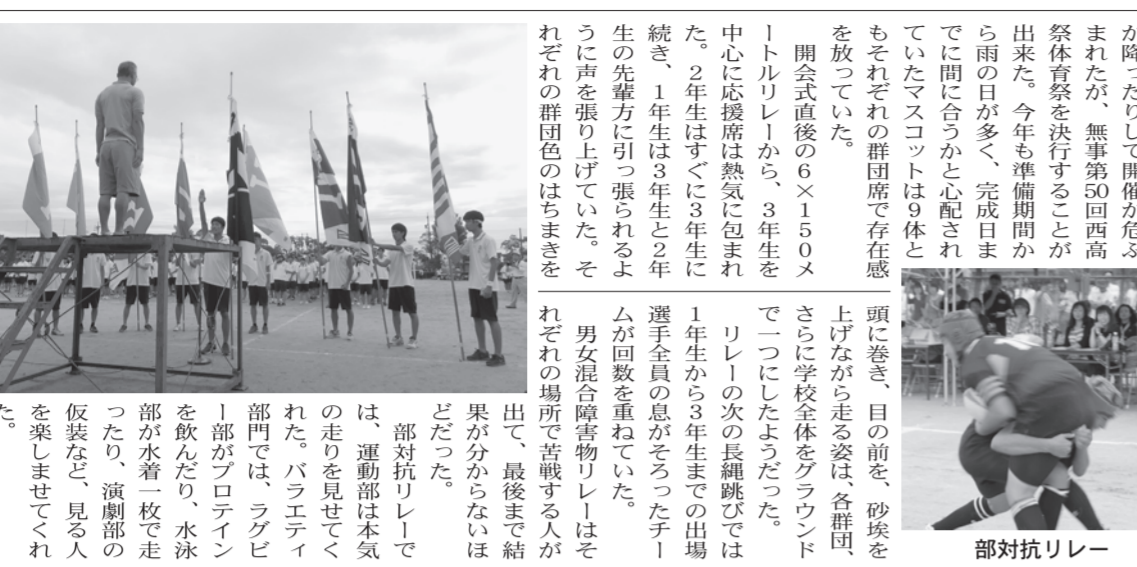 が降ったりして開催が危ぶ
まれたが、無事第50回西高
祭体育祭を決行することが
出来た。今年も準備期間か
ら雨の日が多く、完成日ま
でに間に合うかと心配され
ていたマスコットは9体と
もそれぞれの群団席で存在感
を放っていた。
開会式直後の6×150メ
ートルリレーから、3年生を
中心に応援席は熱気に包まれ
た。2年生はすぐに3年生に
続き、1年生は3年生と2年
生の先輩方に引っ張られるよ
うに声を張り上げていた。そ
れぞれの群団色のはちまきを
頭に巻き、目の前を、砂埃を
上げながら走る姿は、各群団、
さらに学校全体をグラウンド
で一つにしたようだった。
リレーの次の長縄跳びでは
1年生から3年生までの出場
選手全員の息がそろったチー
ムが回数を重ねていた。
男女混合障害物リレーはそ
れぞれの場所で苦戦する人が
出て、最後まで結
果が分からないほ
どだった。
部対抗リレーで
は、運動部は本気
の走りを見せてく
れた。バラエティ
部門では、ラグビ
ー部がプロテイン
を飲んだり、水泳
部が水着一枚で走
ったり、演劇部の
仮装など、見る人
を楽しませてくれ
た。
部対抗リレー